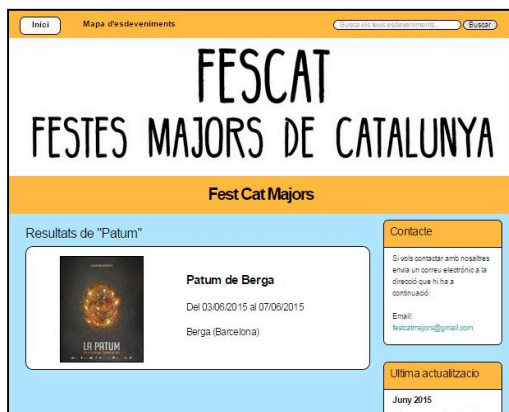 Inici
Mapa d'esdeveniments
Busca els teus esdeveniments...
Buscar
FESCAT
FESTES MAJORS DE CATALUNYA
Fest Cat Majors
Resultats de "Patum"
LA PATUM
Patum de Berga
Del 03/06/2015 al 07/06/2015
Berga (Barcelona)
Contacte
Si vols contactar amb nosaltres
envia un correu electrónic a la
direcció que hi ha a
continuació:
Email:
festcatmajors@gmail.com
Ultima actualitzacio
Juny 2015